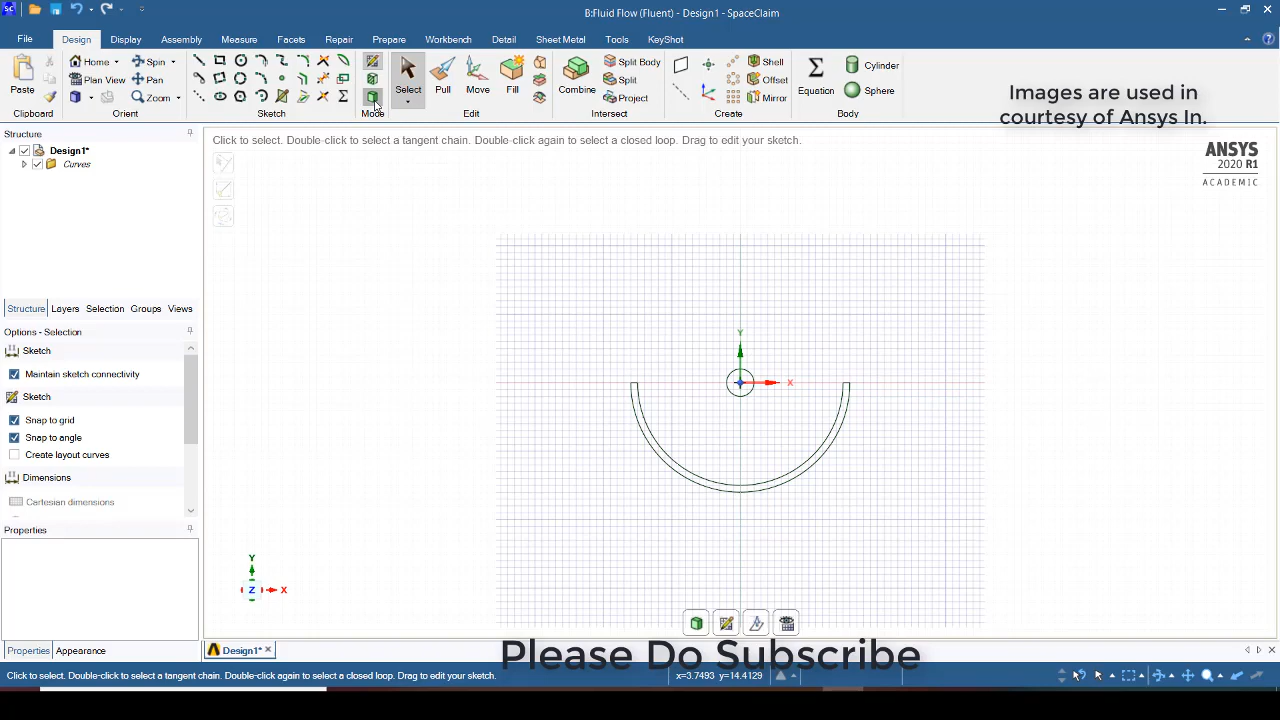 B:Fluid Flow (Fluent) - Design1 - SpaceClaim
File Design Display Assembly Measure Facets Repair Prepare Workbench Detail Sheet Metal Tools KeyShot
Home Spin Split Body Shell Cylinder
Plan View Pan Split Offset Sphere
Paste Zoom Select Pull Move Fill Combine Project Mirror Equation
Clipboard Orient Sketch Mode Edit Intersect Create Body
Images are used in
courtesy of Ansys In.
Structure
Click to select. Double-click to select a tangent chain. Double-click again to select a closed loop. Drag to edit your sketch.
Design1*
Curves
ANSYS
2020 R1
ACADEMIC
Structure Layers Selection Groups Views
Options - Selection
Sketch
Maintain sketch connectivity
Sketch
Snap to grid
Snap to angle
Create layout curves
Dimensions
Cartesian dimensions
Properties
Y
X
Y
Z X
Properties Appearance
Design1*
Please Do Subscribe
Click to select. Double-click to select a tangent chain. Double-click again to select a closed loop. Drag to edit your sketch.
x=3.7493 y=14.4129